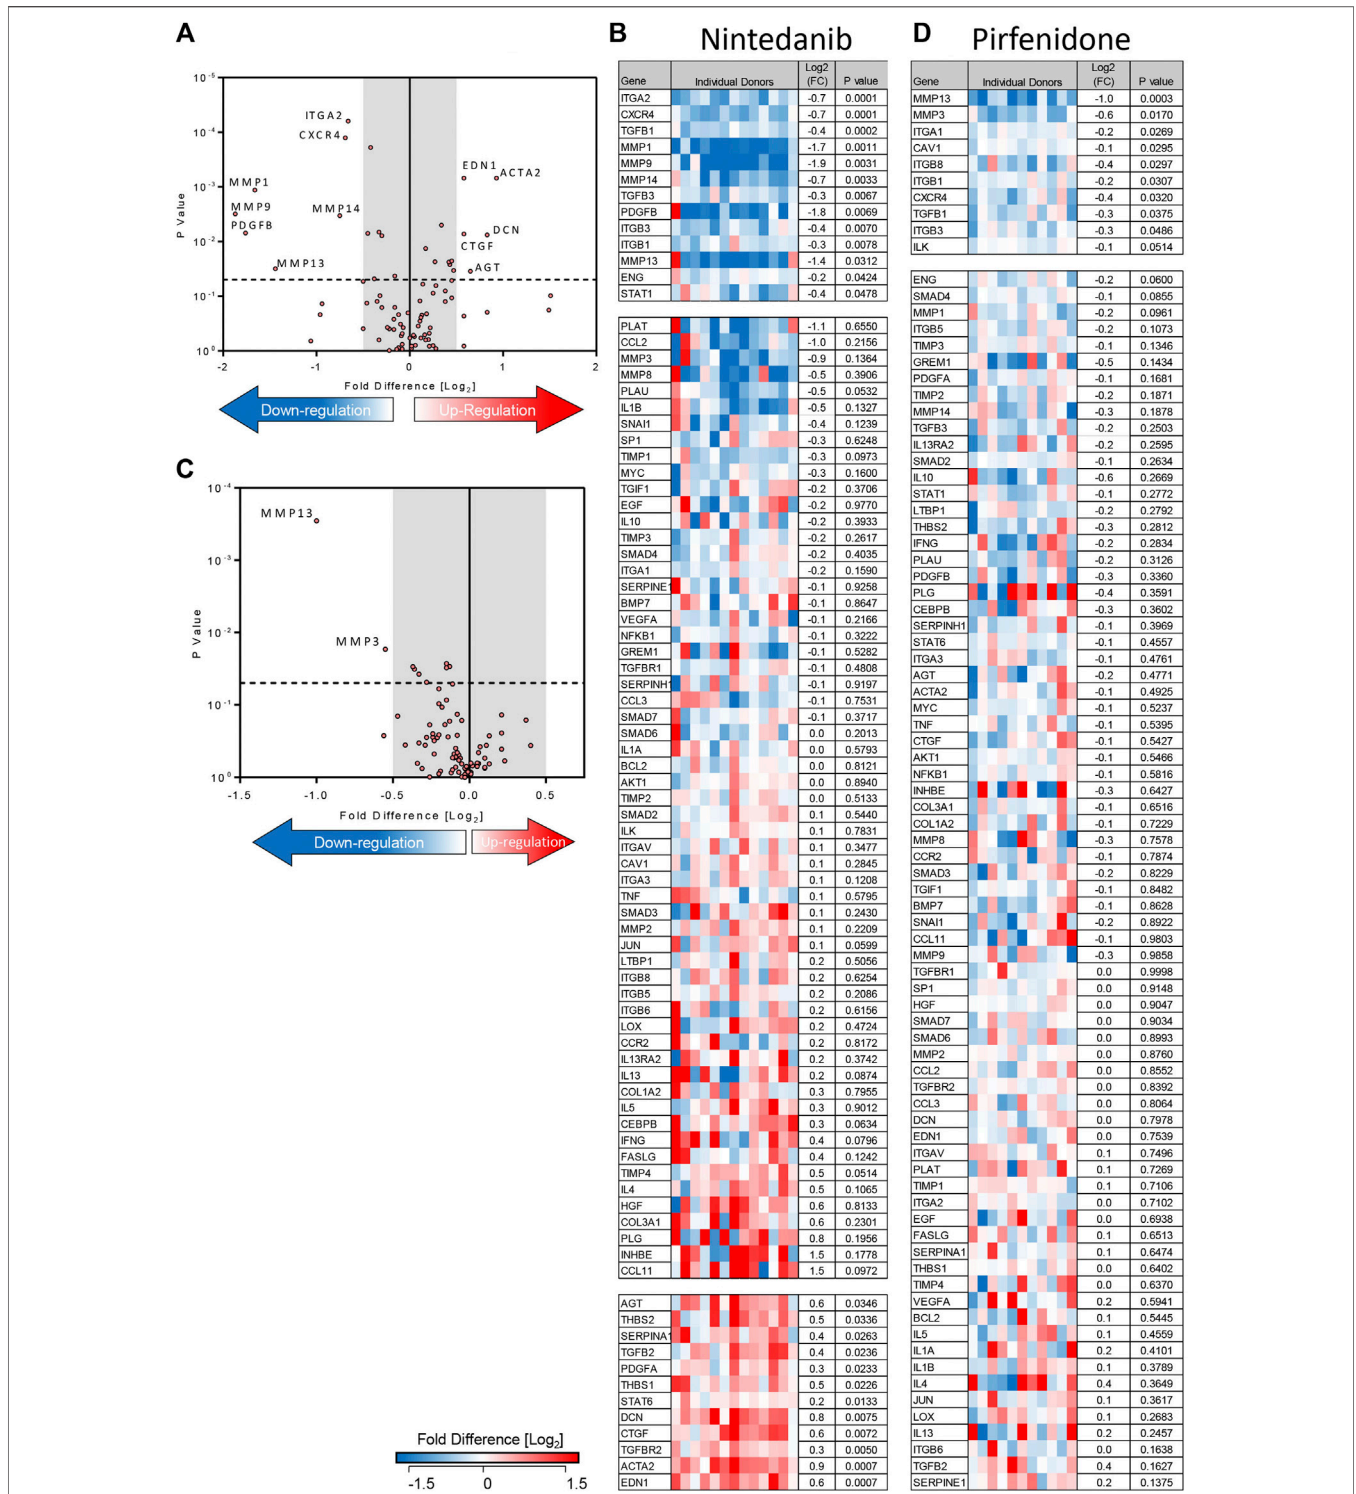 A
10⁻⁵
10⁻⁴
10⁻³
10⁻²
10⁻¹
10⁰
P Value
ITGA2
CXCR4
MMP1
MMP9
PDGFB
MMP14
MMP13
EDN1
ACTA2
DCN
CTGF
AGT
-2 -1 0 1 2
Fold Difference [Log₂]
Down-regulation Up-Regulation
C
10⁻⁴
10⁻³
10⁻²
10⁻¹
10⁰
P Value
MMP13
MMP3
-1.5 -1.0 -0.5 0.0 0.5
Fold Difference [Log₂]
Down-regulation Up-regulation
Fold Difference [Log₂]
-1.5 0 1.5
B Nintedanib
Gene Individual Donors Log2 (FC) P value
ITGA2 -0.7 0.0001
CXCR4 -0.7 0.0001
TGFB1 -0.4 0.0002
MMP1 -1.7 0.0011
MMP9 -1.9 0.0031
MMP14 -0.7 0.0033
TGFB3 -0.3 0.0067
PDGFB -1.8 0.0069
ITGB3 -0.4 0.0070
ITGB1 -0.3 0.0078
MMP13 -1.4 0.0312
ENG -0.2 0.0424
STAT1 -0.4 0.0478
PLAT -1.1 0.6550
CCL2 -1.0 0.2156
MMP3 -0.9 0.1364
MMP8 -0.5 0.3906
PLAU -0.5 0.0532
IL1B -0.5 0.1327
SNAI1 -0.4 0.1239
SP1 -0.3 0.6248
TIMP1 -0.3 0.0973
MYC -0.3 0.1600
TGIF1 -0.2 0.3706
EGF -0.2 0.9770
IL10 -0.2 0.3933
TIMP3 -0.2 0.2617
SMAD4 -0.2 0.4035
ITGA1 -0.2 0.1590
SERPINE1 -0.1 0.9258
BMP7 -0.1 0.8647
VEGFA -0.1 0.2166
NFKB1 -0.1 0.3222
GREM1 -0.1 0.5282
TGFBR1 -0.1 0.4808
SERPINH1 -0.1 0.9197
CCL3 -0.1 0.7531
SMAD7 -0.1 0.3717
SMAD6 0.0 0.2013
IL1A 0.0 0.5793
BCL2 0.0 0.8121
AKT1 0.0 0.8940
TIMP2 0.0 0.5133
SMAD2 0.1 0.5440
ILK 0.1 0.7831
ITGAV 0.1 0.3477
CAV1 0.1 0.2845
ITGA3 0.1 0.1208
TNF 0.1 0.5795
SMAD3 0.1 0.2430
MMP2 0.1 0.2209
JUN 0.1 0.0599
LTBP1 0.2 0.5056
ITGB8 0.2 0.6254
ITGB5 0.2 0.2086
ITGB6 0.2 0.6156
LOX 0.2 0.4724
CCR2 0.2 0.8172
IL13RA2 0.2 0.3742
IL13 0.2 0.0874
COL1A2 0.3 0.7955
IL5 0.3 0.9012
CEBPB 0.3 0.0634
IFNG 0.4 0.0796
FASLG 0.4 0.1242
TIMP4 0.5 0.0514
IL4 0.5 0.1065
HGF 0.6 0.8133
COL3A1 0.6 0.2301
PLG 0.8 0.1956
INHBE 1.5 0.1778
CCL11 1.5 0.0972
AGT 0.6 0.0346
THBS2 0.5 0.0336
SERPINA1 0.4 0.0263
TGFB2 0.4 0.0236
PDGFA 0.3 0.0233
THBS1 0.5 0.0226
STAT6 0.2 0.0133
DCN 0.8 0.0075
CTGF 0.6 0.0072
TGFBR2 0.3 0.0050
ACTA2 0.9 0.0007
EDN1 0.6 0.0007
D Pirfenidone
Gene Individual Donors Log2 (FC) P value
MMP13 -1.0 0.0003
MMP3 -0.6 0.0170
ITGA1 -0.2 0.0269
CAV1 -0.1 0.0295
ITGB8 -0.4 0.0297
ITGB1 -0.2 0.0307
CXCR4 -0.4 0.0320
TGFB1 -0.3 0.0375
ITGB3 -0.2 0.0486
ILK -0.1 0.0514
ENG -0.2 0.0600
SMAD4 -0.1 0.0855
MMP1 -0.2 0.0961
ITGB5 -0.2 0.1073
TIMP3 -0.1 0.1346
GREM1 -0.5 0.1434
PDGFA -0.1 0.1681
TIMP2 -0.2 0.1871
MMP14 -0.3 0.1878
TGFB3 -0.2 0.2503
IL13RA2 -0.2 0.2595
SMAD2 -0.1 0.2634
IL10 -0.6 0.2669
STAT1 -0.1 0.2772
LTBP1 -0.2 0.2792
THBS2 -0.3 0.2812
IFNG -0.2 0.2834
PLAU -0.2 0.3126
PDGFB -0.3 0.3360
PLG -0.4 0.3591
CEBPB -0.3 0.3602
SERPINH1 -0.1 0.3969
STAT6 -0.1 0.4557
ITGA3 -0.1 0.4761
AGT -0.2 0.4771
ACTA2 -0.1 0.4925
MYC -0.1 0.5237
TNF -0.1 0.5395
CTGF -0.1 0.5427
AKT1 -0.1 0.5466
NFKB1 -0.1 0.5816
INHBE -0.3 0.6427
COL3A1 -0.1 0.6516
COL1A2 -0.1 0.7229
MMP8 -0.3 0.7578
CCR2 -0.1 0.7874
SMAD3 -0.2 0.8229
TGIF1 -0.1 0.8482
BMP7 -0.1 0.8628
SNAI1 -0.2 0.8922
CCL11 -0.1 0.9803
MMP9 -0.3 0.9858
TGFBR1 0.0 0.9998
SP1 0.0 0.9148
HGF 0.0 0.9047
SMAD7 0.0 0.9034
SMAD6 0.0 0.8993
MMP2 0.0 0.8760
CCL2 0.0 0.8552
TGFBR2 0.0 0.8392
CCL3 0.0 0.8064
DCN 0.0 0.7978
EDN1 0.0 0.7539
ITGAV 0.1 0.7496
PLAT 0.1 0.7269
TIMP1 0.1 0.7106
ITGA2 0.0 0.7102
EGF 0.0 0.6938
FASLG 0.1 0.6513
SERPINA1 0.1 0.6474
THBS1 0.0 0.6402
TIMP4 0.0 0.6370
VEGFA 0.2 0.5941
BCL2 0.1 0.5445
IL5 0.1 0.4559
IL1A 0.2 0.4101
IL1B 0.1 0.3789
IL4 0.4 0.3649
JUN 0.1 0.3617
LOX 0.1 0.2683
IL13 0.2 0.2457
ITGB6 0.0 0.1638
TGFB2 0.4 0.1627
SERPINE1 0.2 0.1375